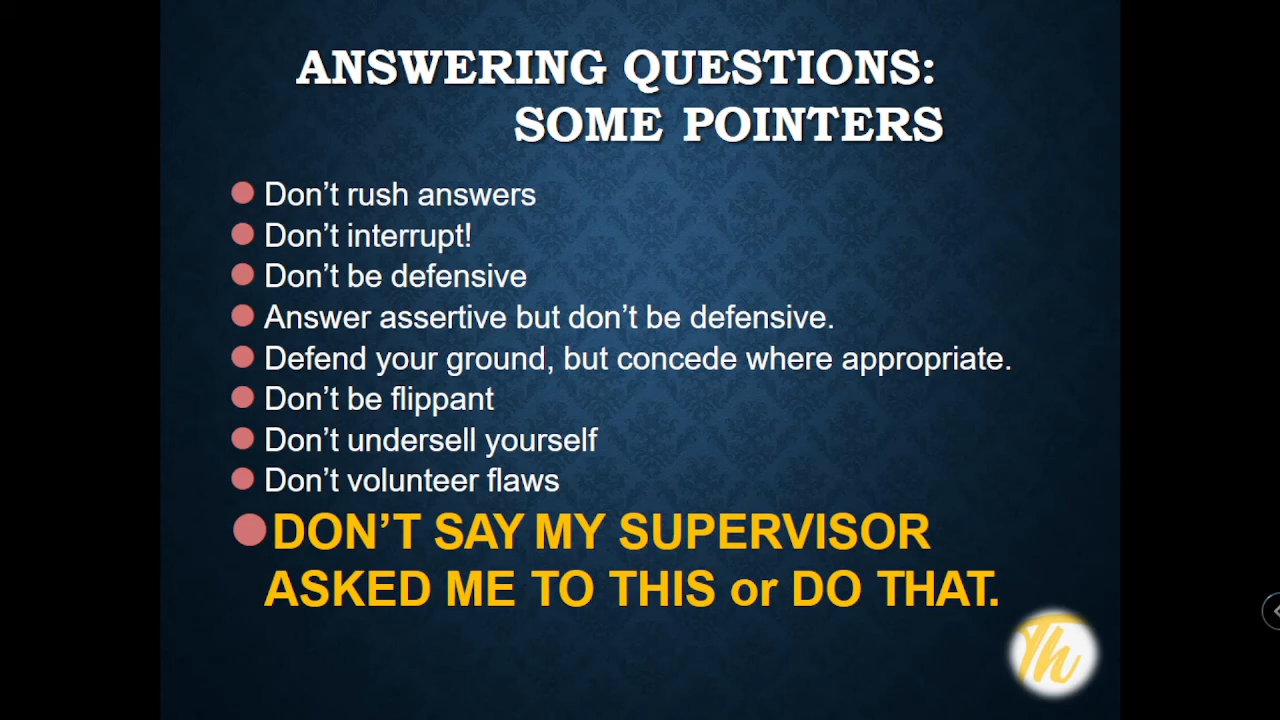 ANSWERING QUESTIONS:
SOME POINTERS
Don’t rush answers
Don’t interrupt!
Don’t be defensive
Answer assertive but don’t be defensive.
Defend your ground, but concede where appropriate.
Don’t be flippant
Don’t undersell yourself
Don’t volunteer flaws
DON’T SAY MY SUPERVISOR
ASKED ME TO THIS or DO THAT.
Th